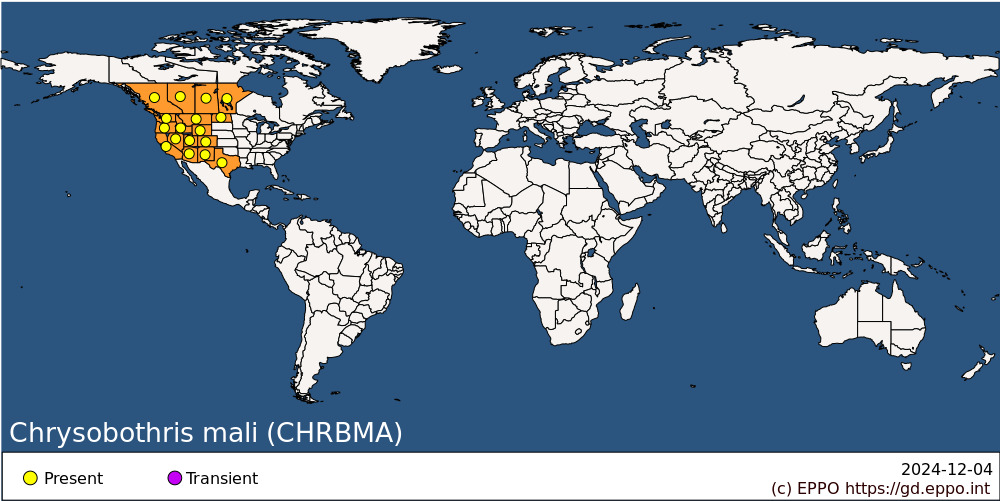 Chrysobothris mali (CHRBMA)
Present
Transient
2024-12-04
(c) EPPO https://gd.eppo.int